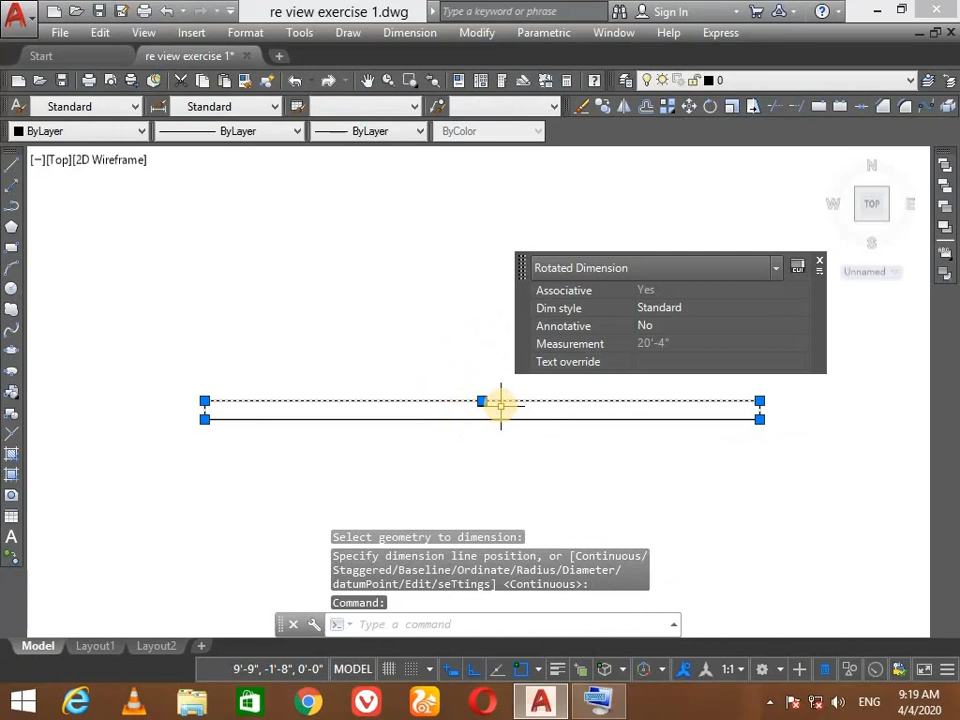 re view exercise 1.dwg
Type a keyword or phrase
Sign In
File Edit View Insert Format Tools Draw Dimension Modify Parametric Window Help Express
Start
re view exercise 1*
0
Standard
Standard
ByLayer
ByLayer
ByLayer
ByColor
[−][Top][2D Wireframe]
N
W
TOP
E
S
Unnamed
Rotated Dimension
Associative Yes
Dim style Standard
Annotative No
Measurement 20'-4"
Text override
Select geometry to dimension:
Specify dimension line position, or [Continuous/
Staggered/Baseline/Ordinate/Radius/Diameter/
datumPoint/Edit/seTtings] <Continuous>:
Command:
Type a command
Model Layout1 Layout2
9'-9", -1'-8", 0'-0" MODEL 1:1
ENG
9:19 AM
4/4/2020